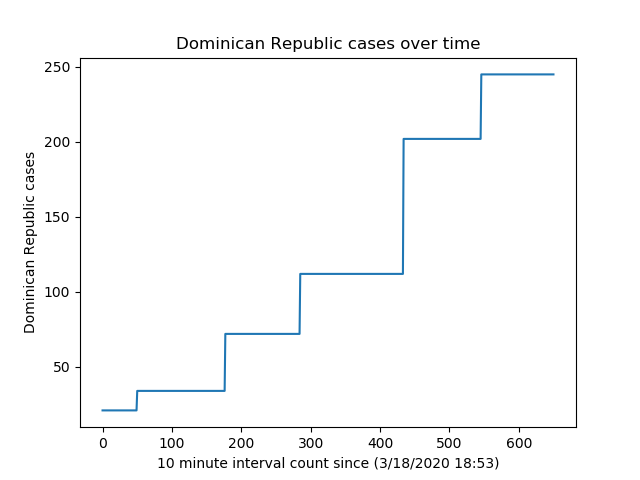 Dominican Republic cases over time
250
200
150
100
50
Dominican Republic cases
0 100 200 300 400 500 600
10 minute interval count since (3/18/2020 18:53)